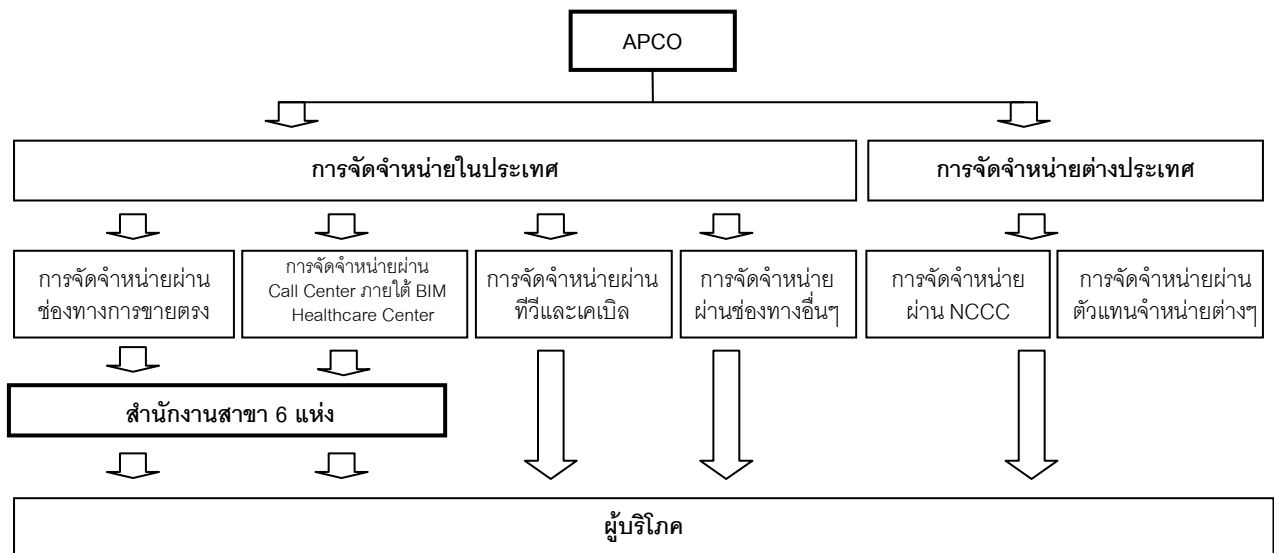 APCO
การจัดจำหน่ายในประเทศ
การจัดจำหน่ายต่างประเทศ
การจัดจำหน่ายผ่าน
ช่องทางการขายตรง
การจัดจำหน่ายผ่าน
Call Center ภายใต้ BIM
Healthcare Center
การจัดจำหน่ายผ่าน
ทีวีและเคเบิล
การจัดจำหน่าย
ผ่านช่องทางอื่นๆ
การจัดจำหน่าย
ผ่าน NCCC
การจัดจำหน่ายผ่าน
ตัวแทนจำหน่ายต่างๆ
สำนักงานสาขา 6 แห่ง
ผู้บริโภค